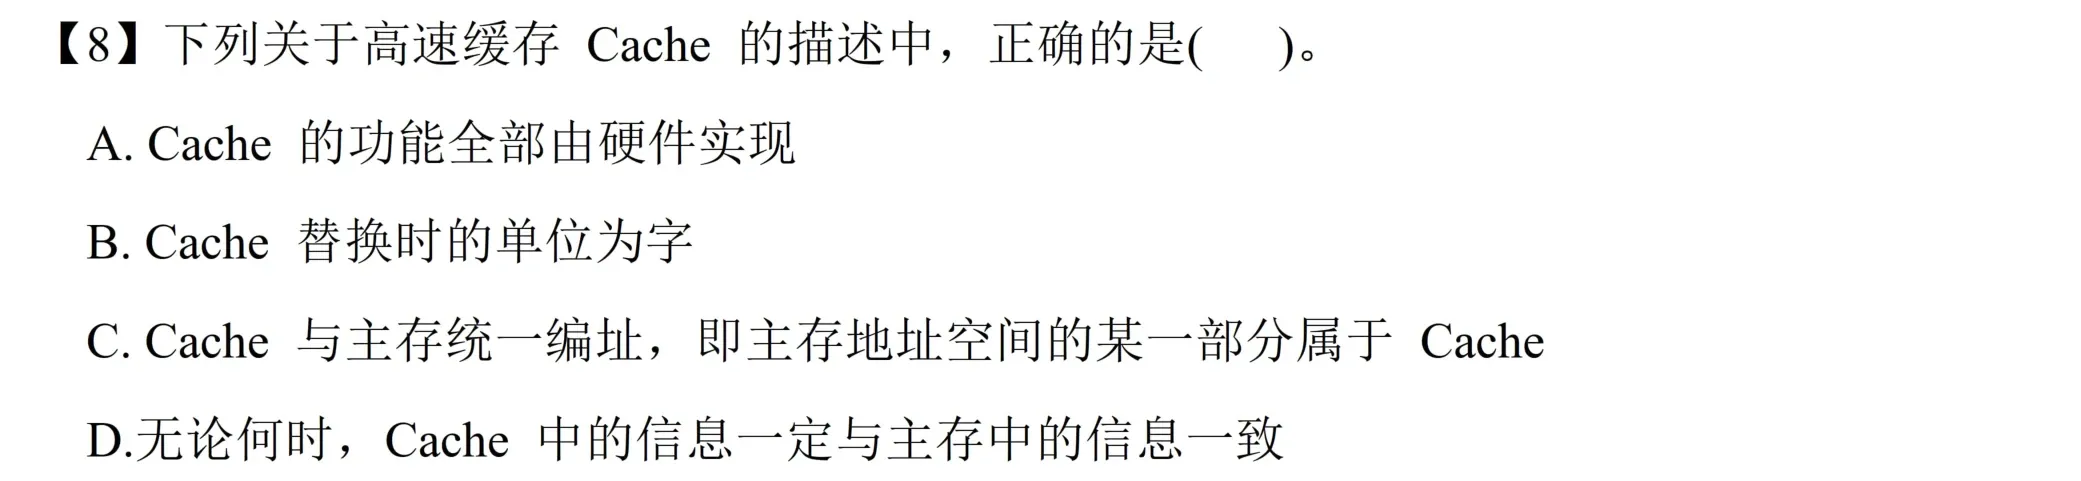 【8】下列关于高速缓存 Cache 的描述中，正确的是(    )。
A. Cache 的功能全部由硬件实现
B. Cache 替换时的单位为字
C. Cache 与主存统一编址，即主存地址空间的某一部分属于 Cache
D.无论何时，Cache 中的信息一定与主存中的信息一致